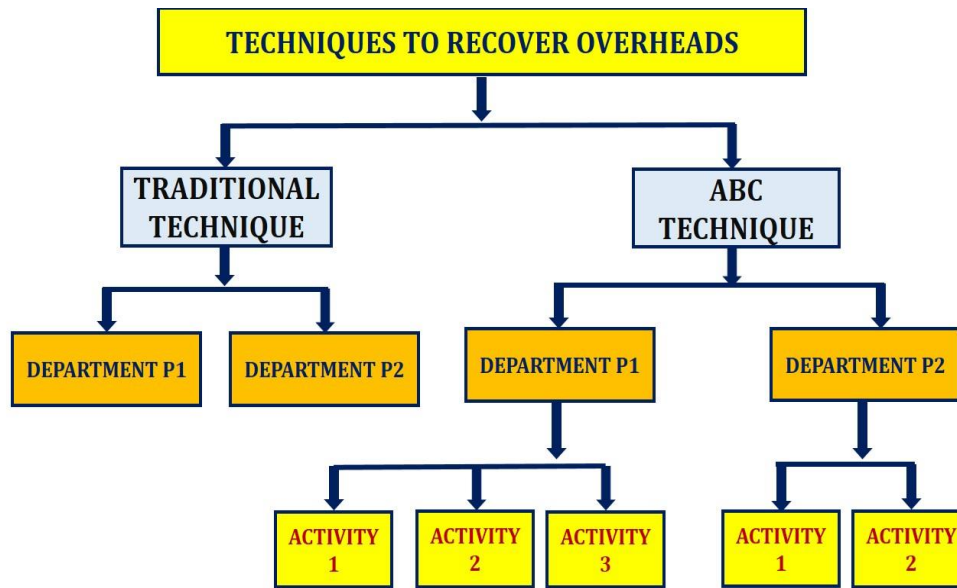 TECHNIQUES TO RECOVER OVERHEADS
TRADITIONAL
TECHNIQUE
ABC
TECHNIQUE
DEPARTMENT P1
DEPARTMENT P2
DEPARTMENT P1
DEPARTMENT P2
ACTIVITY
1
ACTIVITY
2
ACTIVITY
3
ACTIVITY
1
ACTIVITY
2